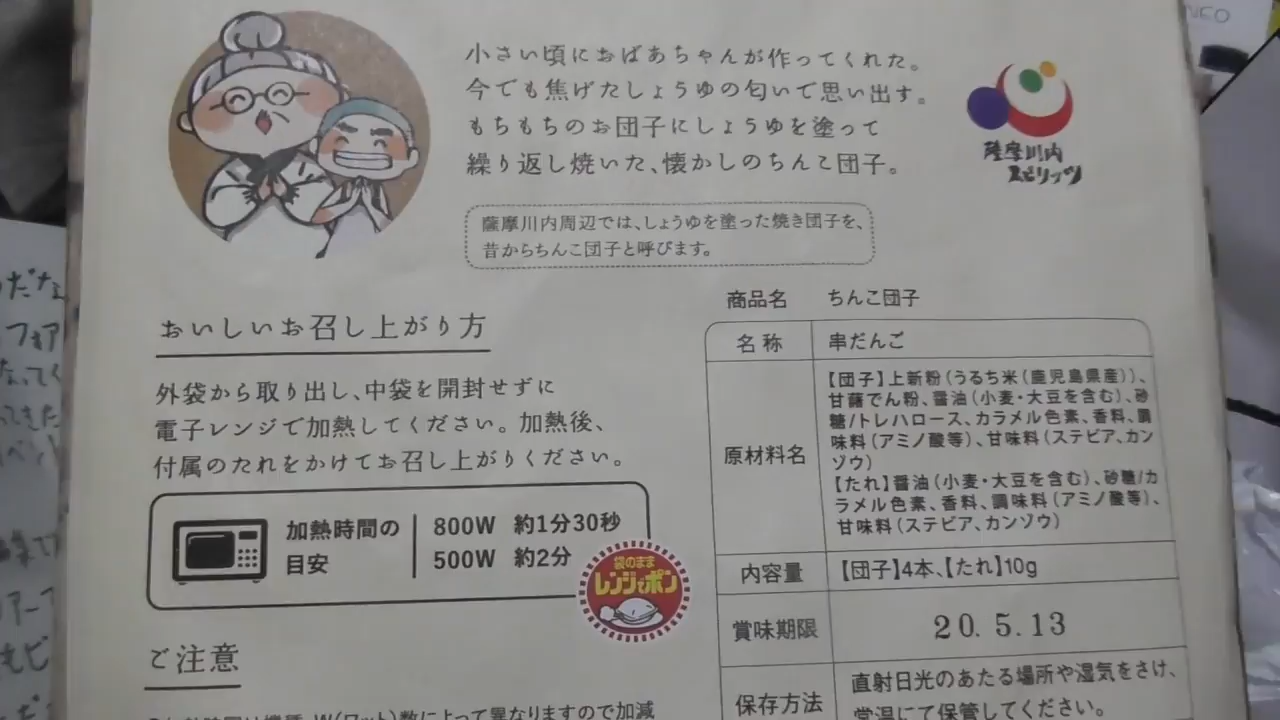 小さい頃におばあちゃんが作ってくれた。
今でも焦げたしょうゆの匂いで思い出す。
もちもちのお団子にしょうゆを塗って
繰り返し焼いた、懐かしのちんこ団子。
薩摩川内
スピリッツ
薩摩川内周辺では、しょうゆを塗った焼き団子を、
昔からちんこ団子と呼びます。
おいしいお召し上がり方
外袋から取り出し、中袋を開封せずに
電子レンジで加熱してください。加熱後、
付属のたれをかけてお召し上がりください。
加熱時間の
目安
800W 約1分30秒
500W 約2分
袋のまま
レンジでポン
ご注意
W(ワット)数によって異なりますので加減
商品名 ちんこ団子
名称 串だんご
原材料名
【団子】上新粉(うるち米(鹿児島県産))、
甘藷でん粉、醤油(小麦・大豆を含む)、砂
糖/トレハロース、カラメル色素、香料、調
味料(アミノ酸等)、甘味料(ステビア、カン
ゾウ)
【たれ】醤油(小麦・大豆を含む)、砂糖/カ
ラメル色素、香料、調味料(アミノ酸等)、
甘味料(ステビア、カンゾウ)
内容量 【団子】4本、【たれ】10g
賞味期限 20.5.13
保存方法
直射日光のあたる場所や湿気をさけ、
常温にて保管してください。